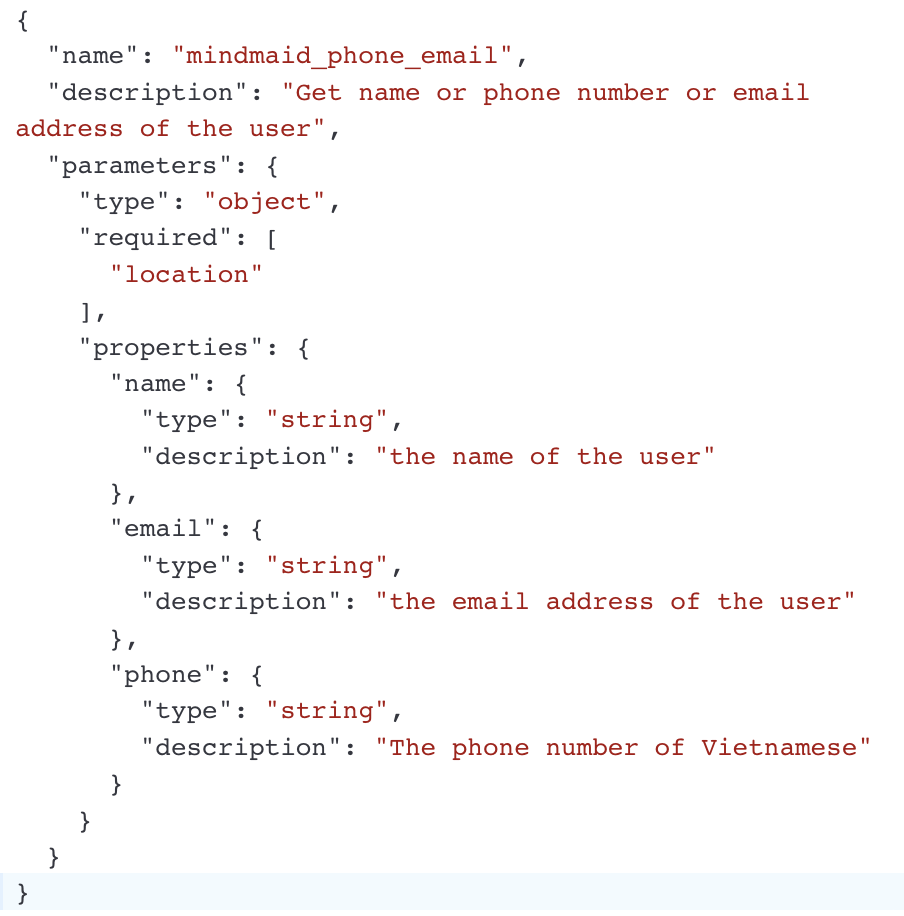 {
  "name": "mindmaid_phone_email",
  "description": "Get name or phone number or email
address of the user",
  "parameters": {
    "type": "object",
    "required": [
      "location"
    ],
    "properties": {
      "name": {
        "type": "string",
        "description": "the name of the user"
      },
      "email": {
        "type": "string",
        "description": "the email address of the user"
      },
      "phone": {
        "type": "string",
        "description": "The phone number of Vietnamese"
      }
    }
  }
}